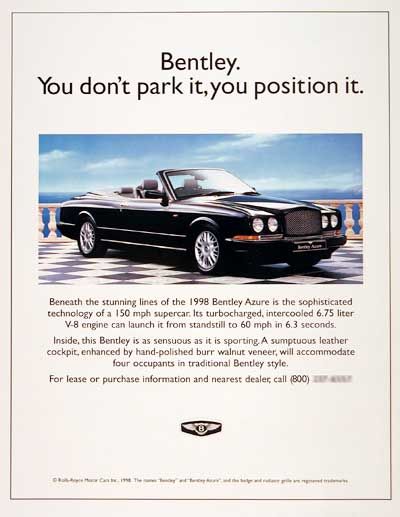 Bentley.
You don't park it, you position it.
Bentley Azure
Beneath the stunning lines of the 1998 Bentley Azure is the sophisticated
technology of a 150 mph supercar. Its turbocharged, intercooled 6.75 liter
V-8 engine can launch it from standstill to 60 mph in 6.3 seconds.
Inside, this Bentley is as sensuous as it is sporting. A sumptuous leather
cockpit, enhanced by hand-polished burr walnut veneer, will accommodate
four occupants in traditional Bentley style.
For lease or purchase information and nearest dealer, call (800)
B
© Rolls-Royce Motor Cars Inc., 1998. The names "Bentley" and "Bentley Azure", and the badge and radiator grille are registered trademarks.